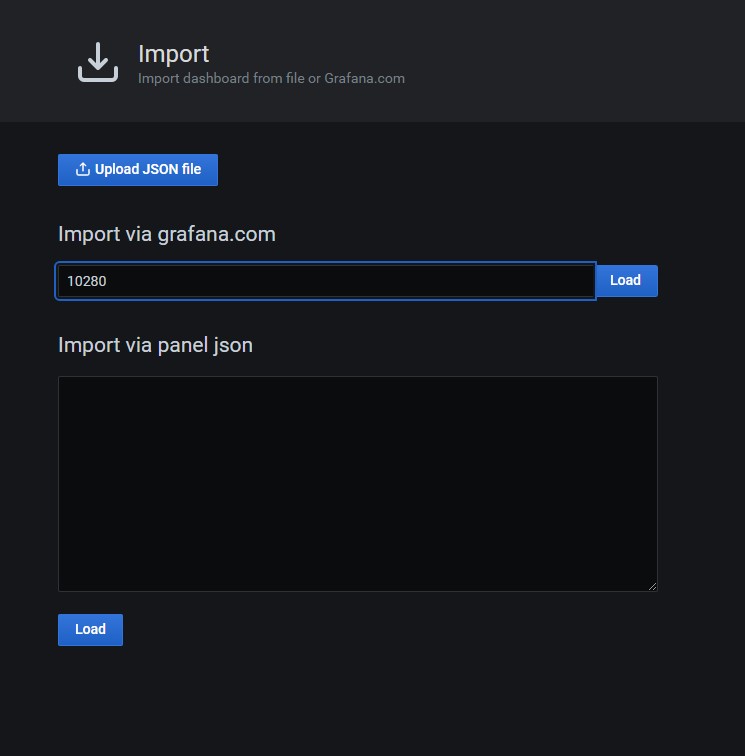 Import
Import dashboard from file or Grafana.com
Upload JSON file
Import via grafana.com
10280
Load
Import via panel json
Load